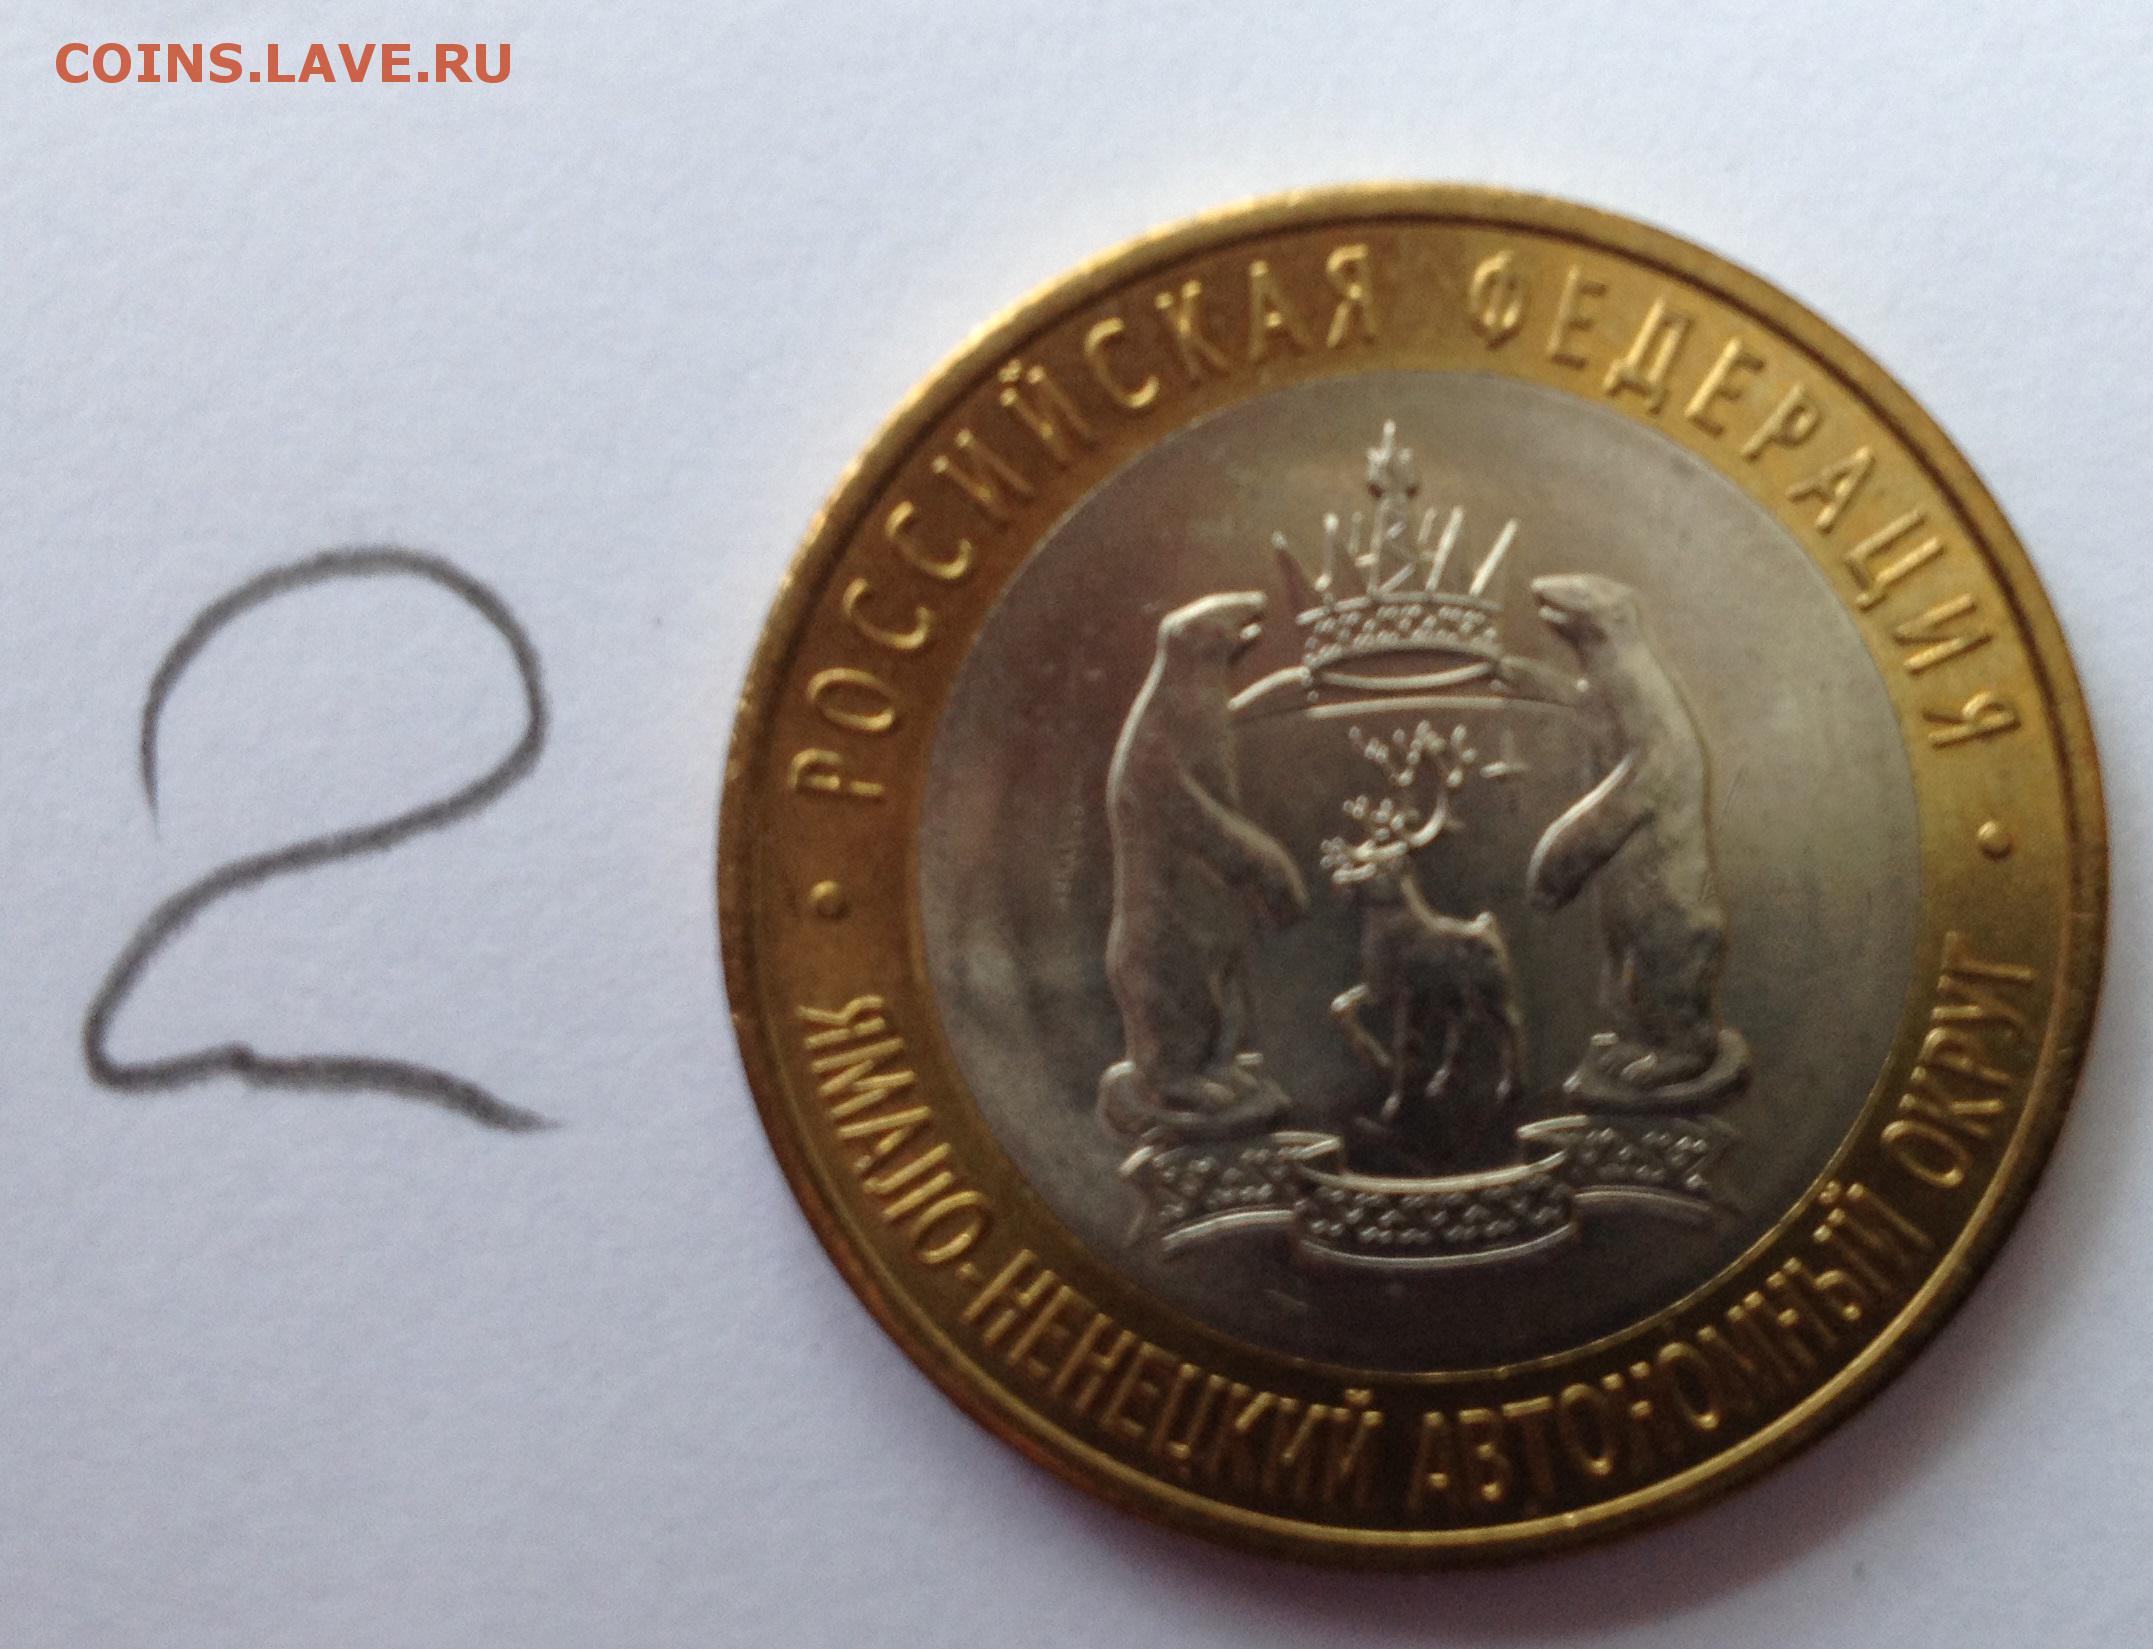 COINS.LAVE.RU
2
• РОССИЙСКАЯ ФЕДЕРАЦИЯ •
ЯМАЛО-НЕНЕЦКИЙ АВТОНОМНЫЙ ОКРУГ